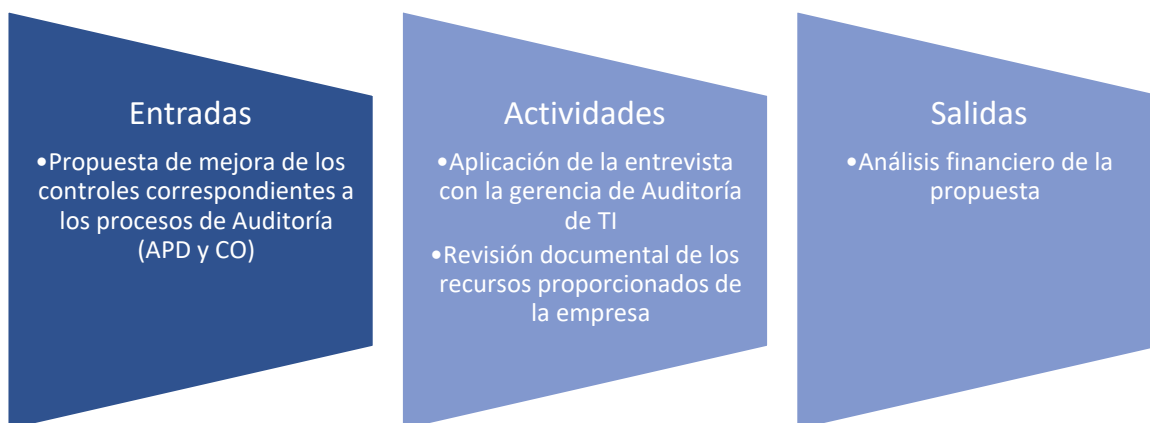 Entradas
•Propuesta de mejora de los
controles correspondientes a
los procesos de Auditoría
(APD y CO)
Actividades
•Aplicación de la entrevista
con la gerencia de Auditoría
de TI
•Revisión documental de los
recursos proporcionados de
la empresa
Salidas
•Análisis financiero de la
propuesta